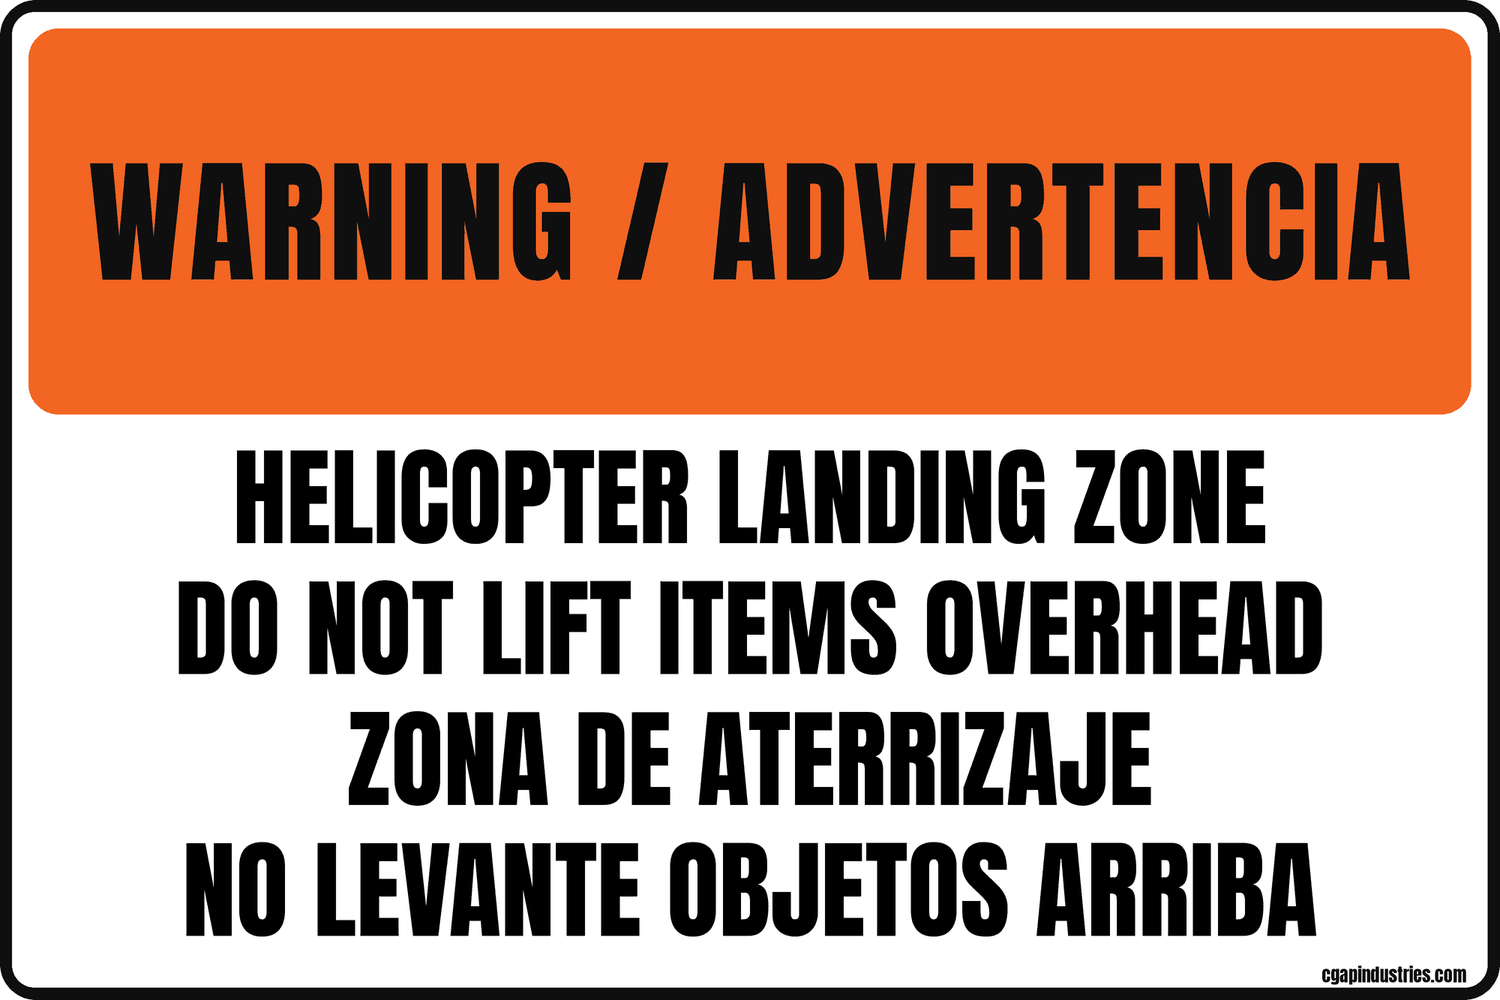 WARNING / ADVERTENCIA
HELICOPTER LANDING ZONE
DO NOT LIFT ITEMS OVERHEAD
ZONA DE ATERRIZAJE
NO LEVANTE OBJETOS ARRIBA
cgapindustries.com